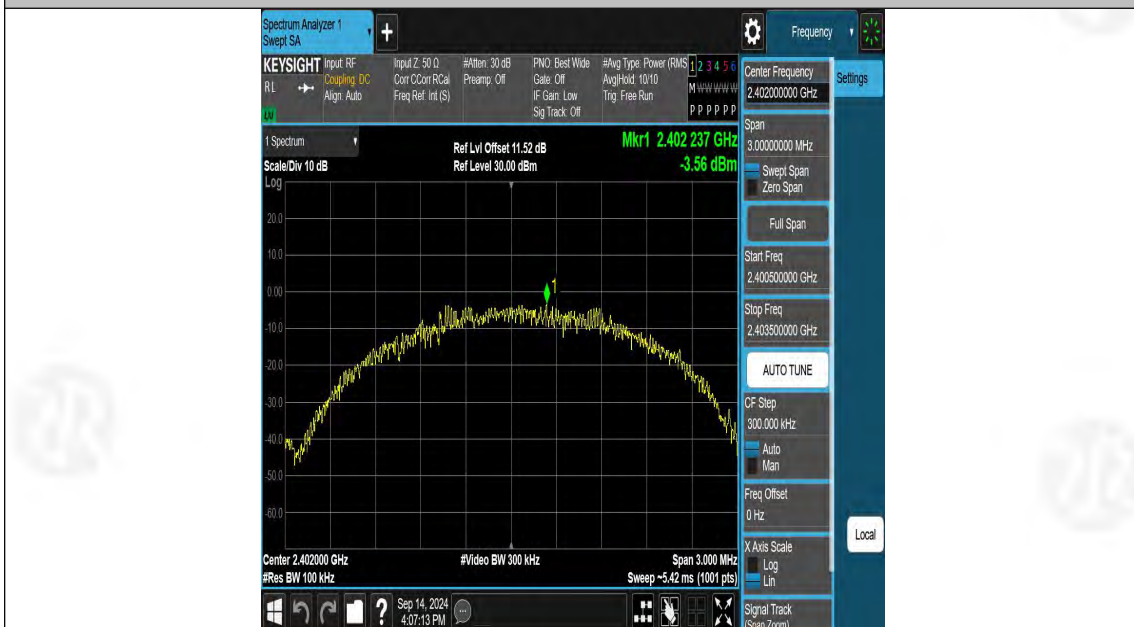 Spectrum Analyzer 1
Swept SA
+
Frequency
KEYSIGHT
RL
Input: RF
Coupling: DC
Align: Auto
Input Z: 50 Ω
Corr CCorr RCal
Freq Ref: Int (S)
#Atten: 30 dB
Preamp: Off
PNO: Best Wide
Gate: Off
IF Gain: Low
Sig Track: Off
#Avg Type: Power (RMS
Avg|Hold: 10/10
Trig: Free Run
1 2 3 4 5 6
M W W W W W
P P P P P P
1 Spectrum
Scale/Div 10 dB
Log
Ref Lvl Offset 11.52 dB
Ref Level 30.00 dBm
Mkr1 2.402 237 GHz
-3.56 dBm
20.0
10.0
0.00
-10.0
-20.0
-30.0
-40.0
-50.0
-60.0
1
Center 2.402000 GHz
#Res BW 100 kHz
#Video BW 300 kHz
Span 3.000 MHz
Sweep ~5.42 ms (1001 pts)
Center Frequency
2.402000000 GHz
Settings
Span
3.00000000 MHz
Swept Span
Zero Span
Full Span
Start Freq
2.400500000 GHz
Stop Freq
2.403500000 GHz
AUTO TUNE
CF Step
300.000 kHz
Auto
Man
Freq Offset
0 Hz
X Axis Scale
Log
Lin
Local
Signal Track
(Span Zoom)
?
Sep 14, 2024
4:07:13 PM